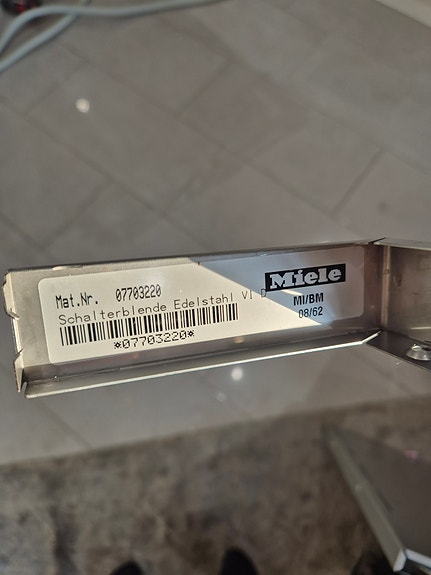 Mat.Nr. 07703220
Schalterblende Edelstahl VI D
*07703220*
Miele
MI/BM
08/62